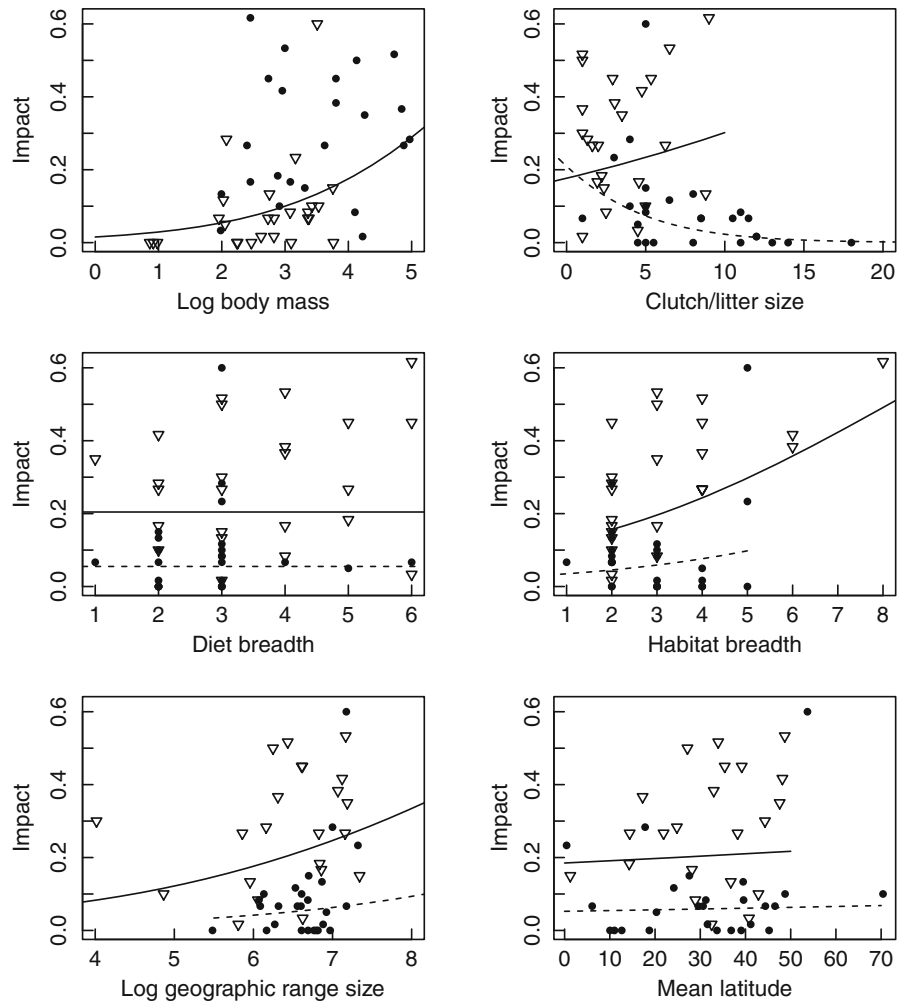 Impact
0.0 0.2 0.4 0.6
0 1 2 3 4 5
Log body mass
Impact
0.0 0.2 0.4 0.6
0 5 10 15 20
Clutch/litter size
Impact
0.0 0.2 0.4 0.6
1 2 3 4 5 6
Diet breadth
Impact
0.0 0.2 0.4 0.6
1 2 3 4 5 6 7 8
Habitat breadth
Impact
0.0 0.2 0.4 0.6
4 5 6 7 8
Log geographic range size
Impact
0.0 0.2 0.4 0.6
0 10 20 30 40 50 60 70
Mean latitude